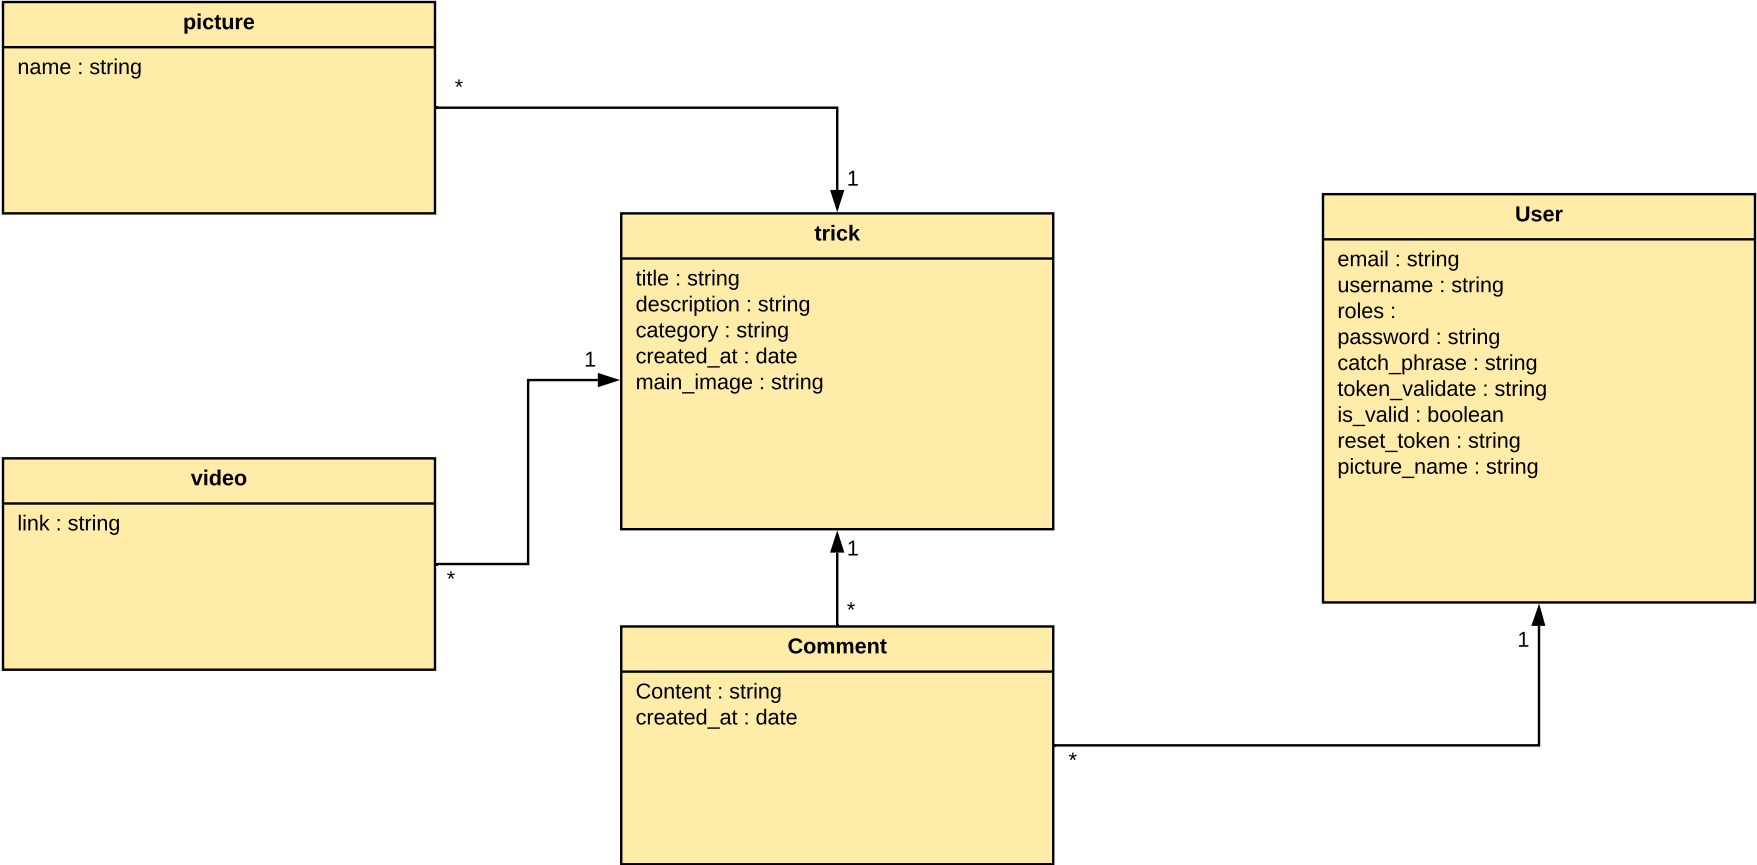 picture
name : string
*
1
trick
title : string
description : string
category : string
created_at : date
main_image : string
User
email : string
username : string
roles :
password : string
catch_phrase : string
token_validate : string
is_valid : boolean
reset_token : string
picture_name : string
1
video
link : string
*
1
*
Comment
Content : string
created_at : date
1
*